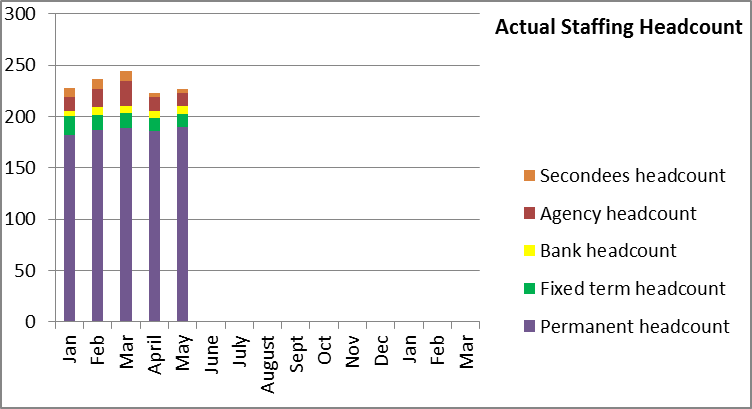 Actual Staffing Headcount
300
250
200
150
100
50
0
Jan
Feb
Mar
April
May
June
July
August
Sept
Oct
Nov
Dec
Jan
Feb
Mar
Secondees headcount
Agency headcount
Bank headcount
Fixed term headcount
Permanent headcount